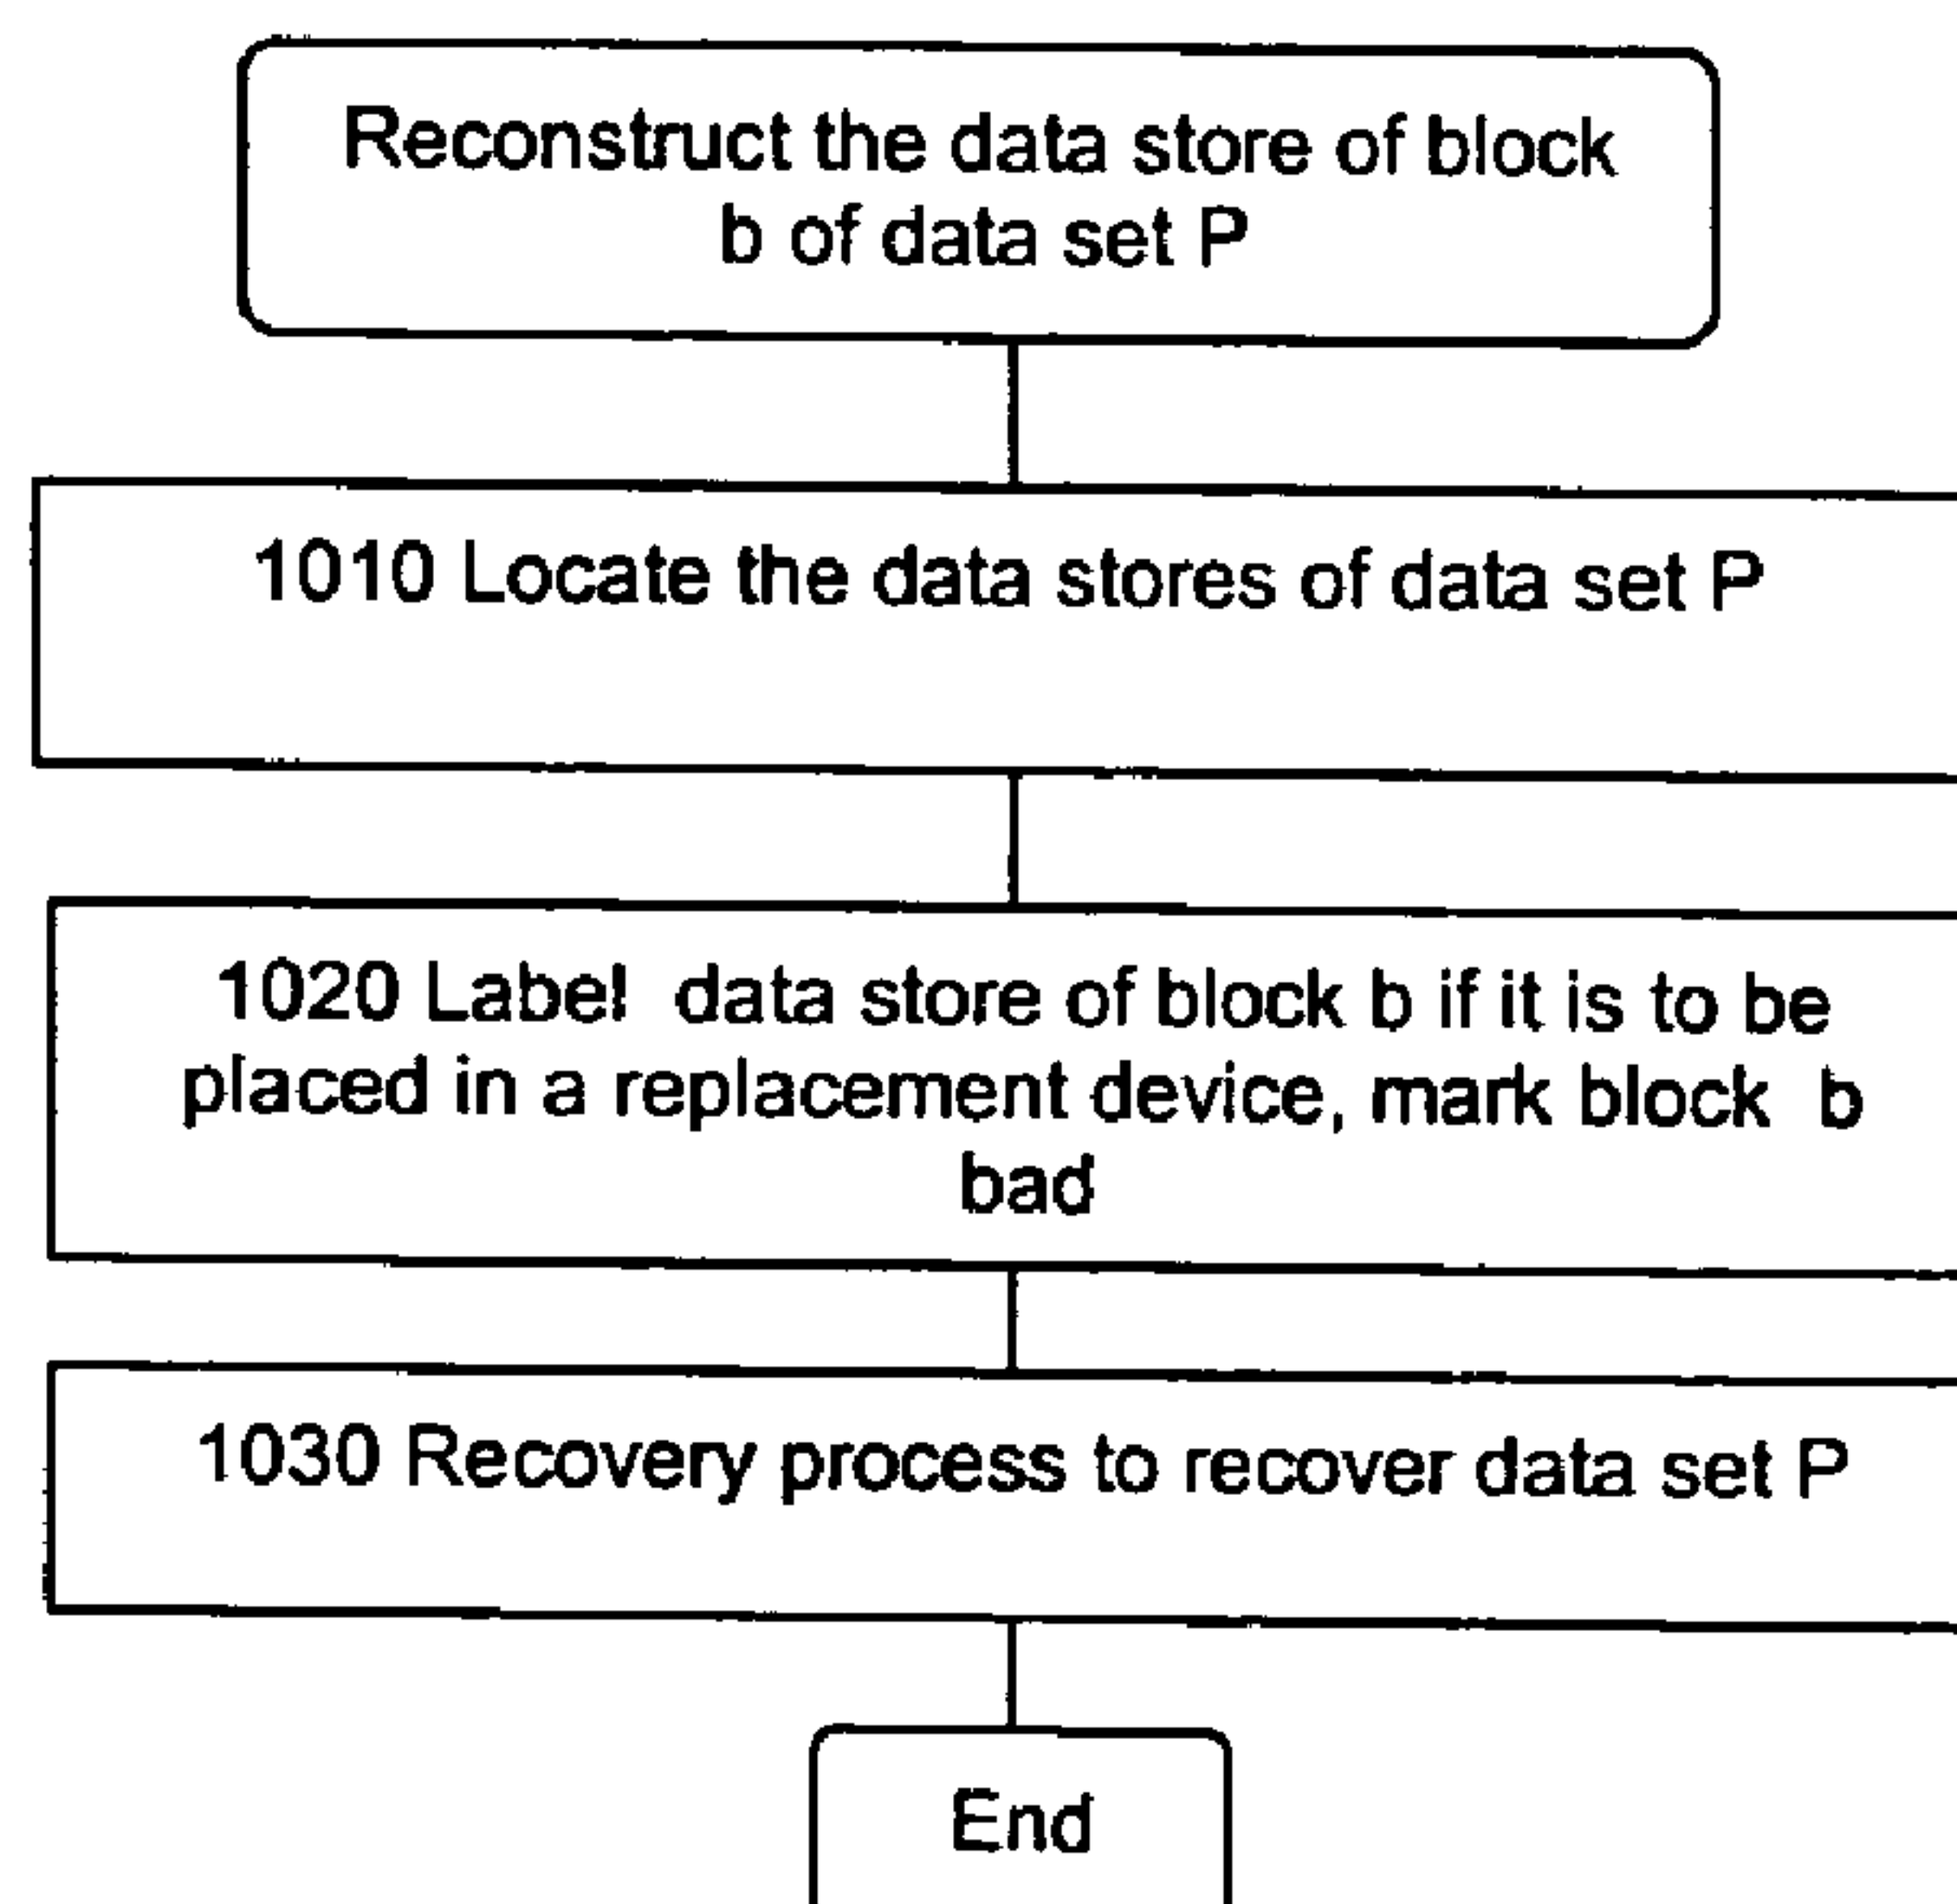 Reconstruct the data store of block
b of data set P
1010 Locate the data stores of data set P
1020 Label data store of block b if it is to be
placed in a replacement device, mark block b
bad
1030 Recovery process to recover data set P
End